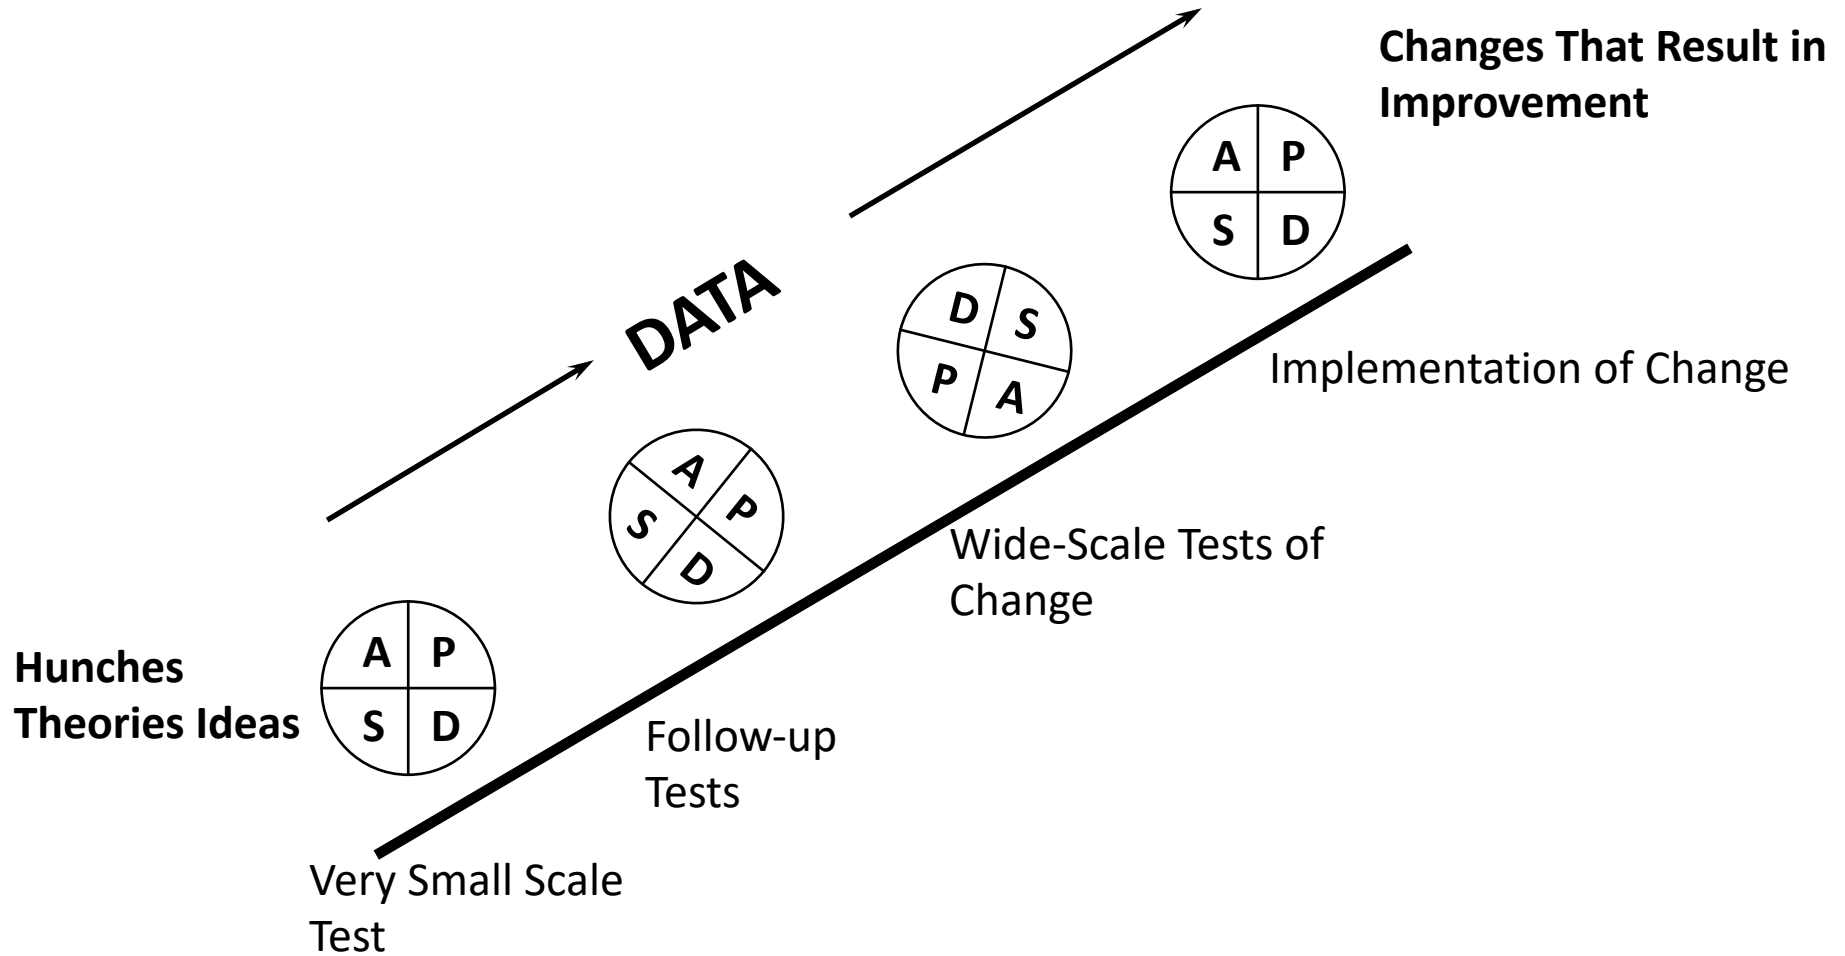 Changes That Result in
Improvement
A P
S D
DATA
D S
P A
Implementation of Change
A
S P
D
Wide-Scale Tests of
Change
Hunches
Theories Ideas
A P
S D
Follow-up
Tests
Very Small Scale
Test